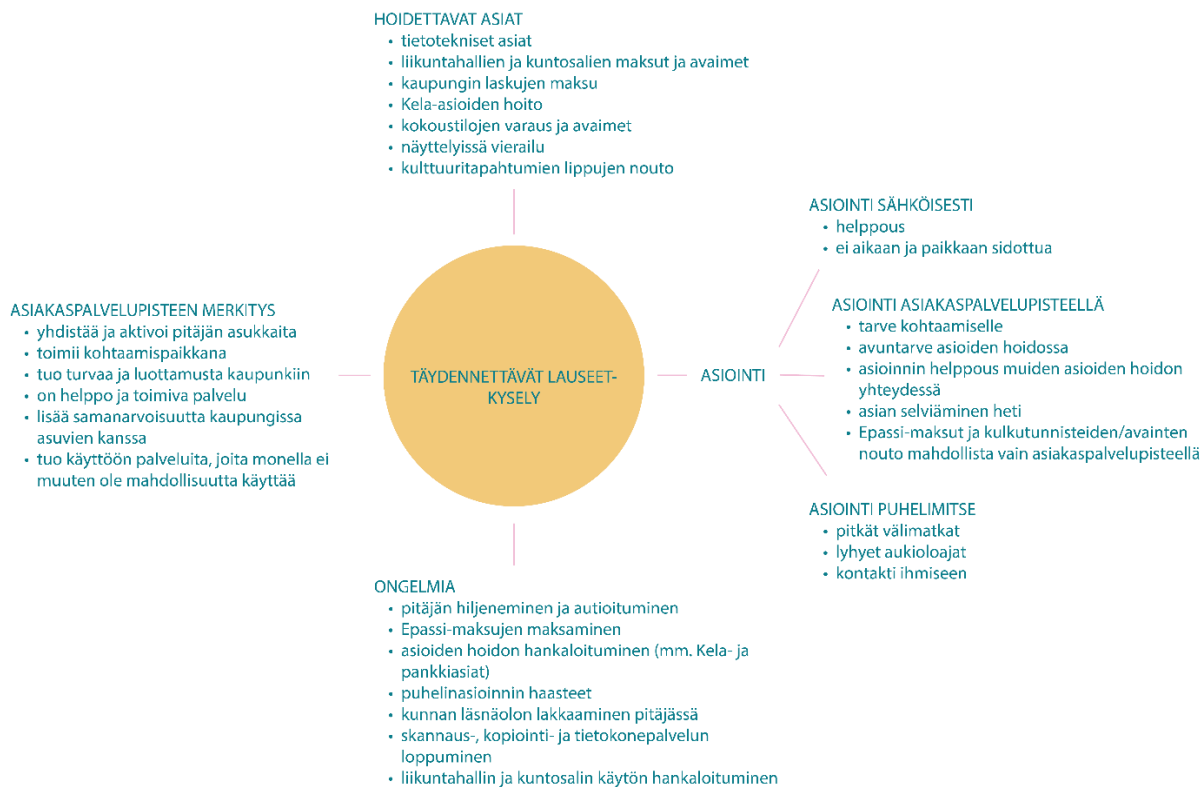 HOIDETTAVAT ASIAT
• tietotekniset asiat
• liikuntahallien ja kuntosalien maksut ja avaimet
• kaupungin laskujen maksu
• Kela-asioiden hoito
• kokoustilojen varaus ja avaimet
• näyttelyissä vierailu
• kulttuuritapahtumien lippujen nouto
ASIAKASPALVELUPISTEEN MERKITYS
• yhdistää ja aktivoi pitäjän asukkaita
• toimii kohtaamispaikkana
• tuo turvaa ja luottamusta kaupunkiin
• on helppo ja toimiva palvelu
• lisää samanarvoisuutta kaupungissa
asuvien kanssa
• tuo käyttöön palveluita, joita monella ei
muuten ole mahdollisuutta käyttää
TÄYDENNETTÄVÄT LAUSEET-
KYSELY
ASIOINTI
ASIOINTI SÄHKÖISESTI
• helppous
• ei aikaan ja paikkaan sidottua
ASIOINTI ASIAKASPALVELUPISTEELLÄ
• tarve kohtaamiselle
• avuntarve asioiden hoidossa
• asioinnin helppous muiden asioiden hoidon
yhteydessä
• asian selviäminen heti
• Epassi-maksut ja kulkutunnisteiden/avainten
nouto mahdollista vain asiakaspalvelupisteellä
ASIOINTI PUHELIMITSE
• pitkät välimatkat
• lyhyet aukioloajat
• kontakti ihmiseen
ONGELMIA
• pitäjän hiljeneminen ja autioituminen
• Epassi-maksujen maksaminen
• asioiden hoidon hankaloituminen (mm. Kela- ja
pankkiasiat)
• puhelinasioinnin haasteet
• kunnan läsnäolon lakkaaminen pitäjässä
• skannaus-, kopiointi- ja tietokonepalvelun
loppuminen
• liikuntahallin ja kuntosalin käytön hankaloituminen